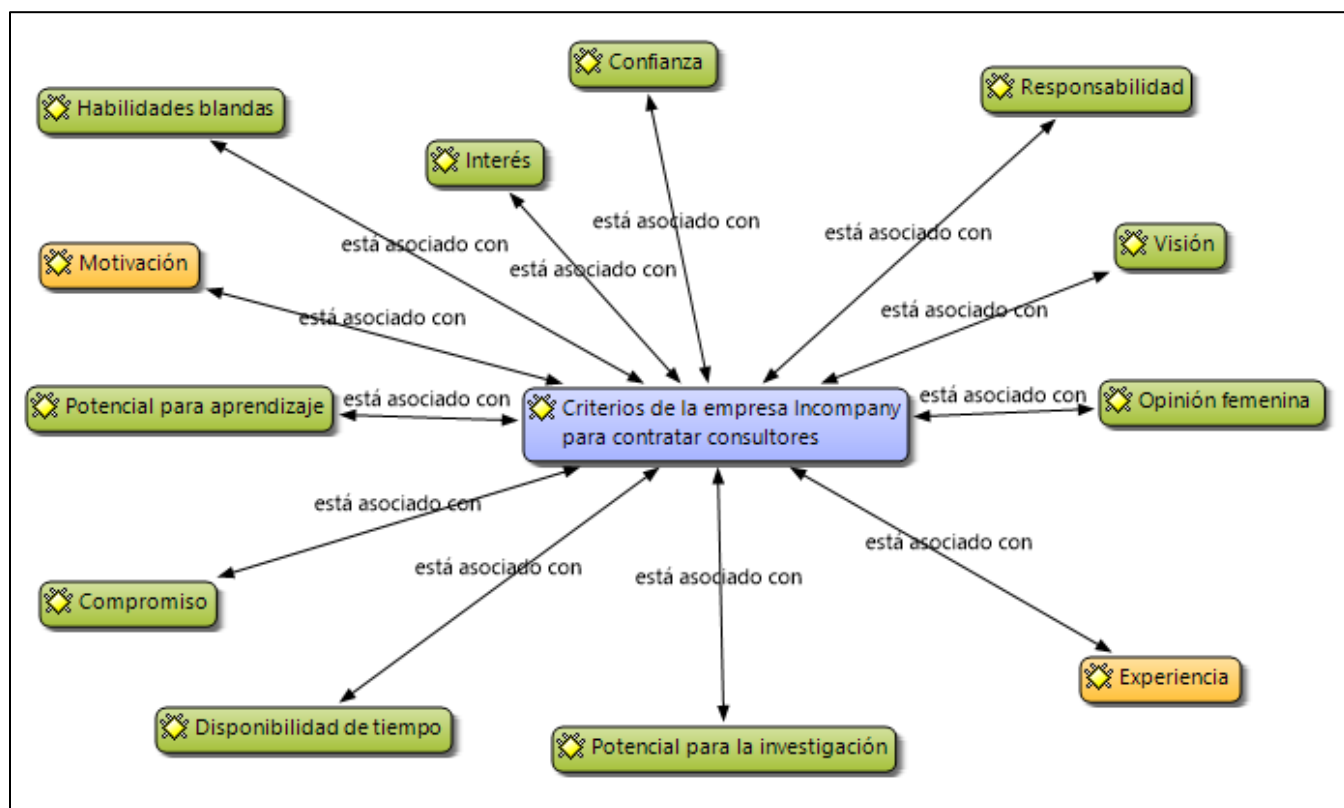 Confianza
Responsabilidad
Habilidades blandas
Interés
está asociado con
está asociado con
está asociado con
Visión
Motivación
está asociado con
está asociado con
está asociado con
Potencial para aprendizaje
está asociado con
Criterios de la empresa Incompany
para contratar consultores
está asociado con
Opinión femenina
está asociado con
está asociado con
está asociado con
está asociado con
Compromiso
Experiencia
Disponibilidad de tiempo
Potencial para la investigación